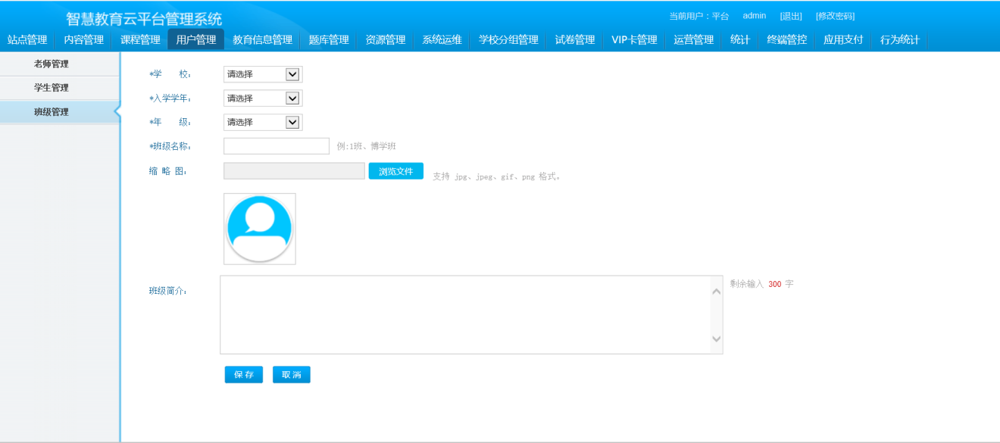 智慧教育云平台管理系统
当前用户：平台 admin [退出] [修改密码]
站点管理 内容管理 课程管理 用户管理 教育信息管理 题库管理 资源管理 系统运维 学校分组管理 试卷管理 VIP卡管理 运营管理 统计 终端管控 应用支付 行为统计
老师管理
学生管理
班级管理
*学 校： 请选择
*入学学年： 请选择
*年 级： 请选择
*班级名称： 例:1班、博学班
缩 略 图： 浏览文件 支持 jpg、jpeg、gif、png 格式。
班级简介： 剩余输入 300 字
保存 取消